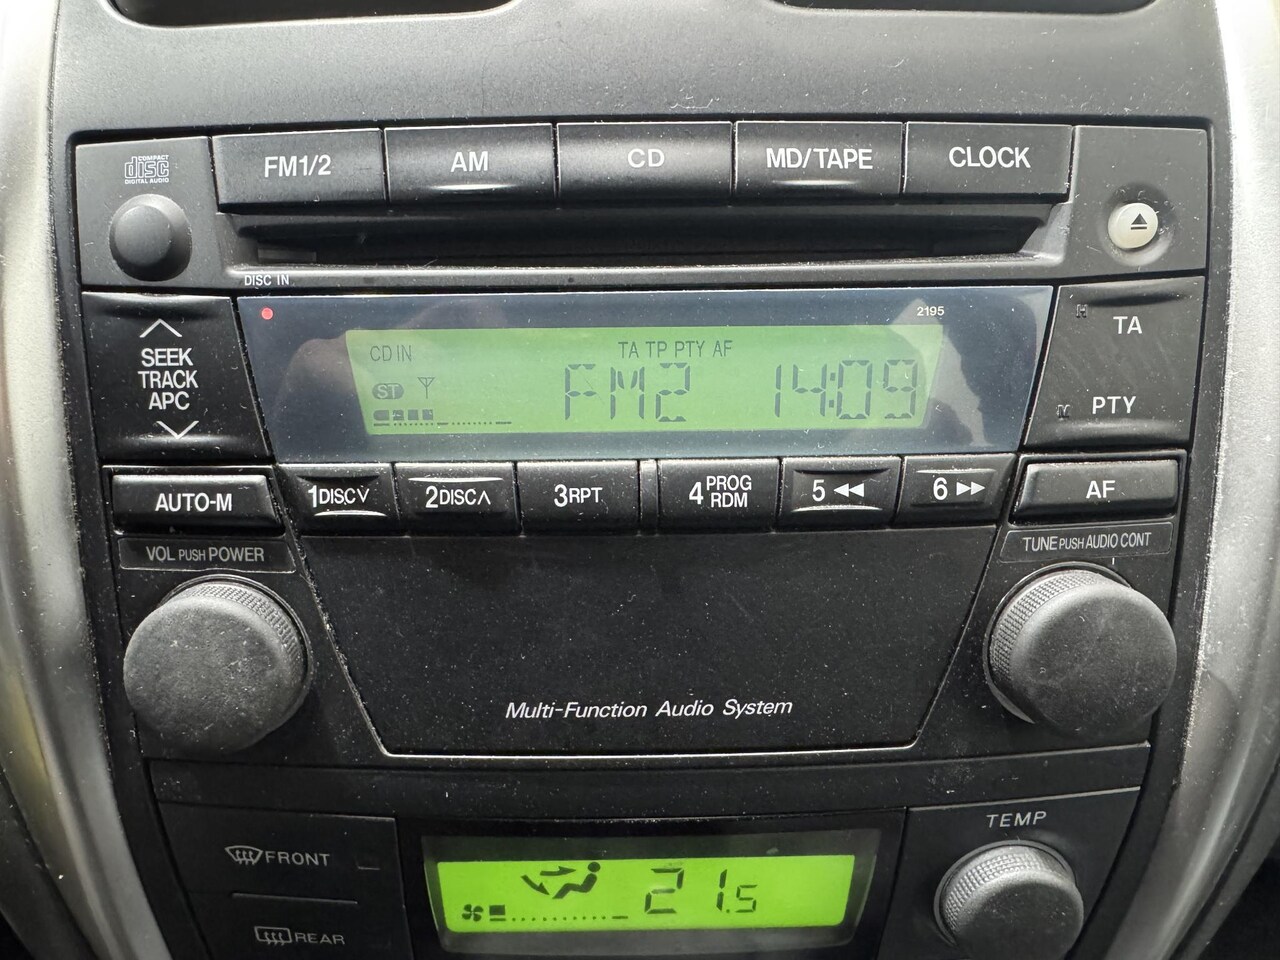 COMPACT
disc
DIGITAL AUDIO
FM1/2
AM
CD
MD/TAPE
CLOCK
DISC IN
2195
SEEK
TRACK
APC
CD IN
TA TP PTY AF
ST
FM2 14:09
H
TA
M
PTY
AUTO-M
1DISC
2DISC
3RPT
4PROG
RDM
5
6
AF
VOL PUSH POWER
TUNE PUSH AUDIO CONT
Multi-Function Audio System
TEMP
FRONT
21.5
REAR